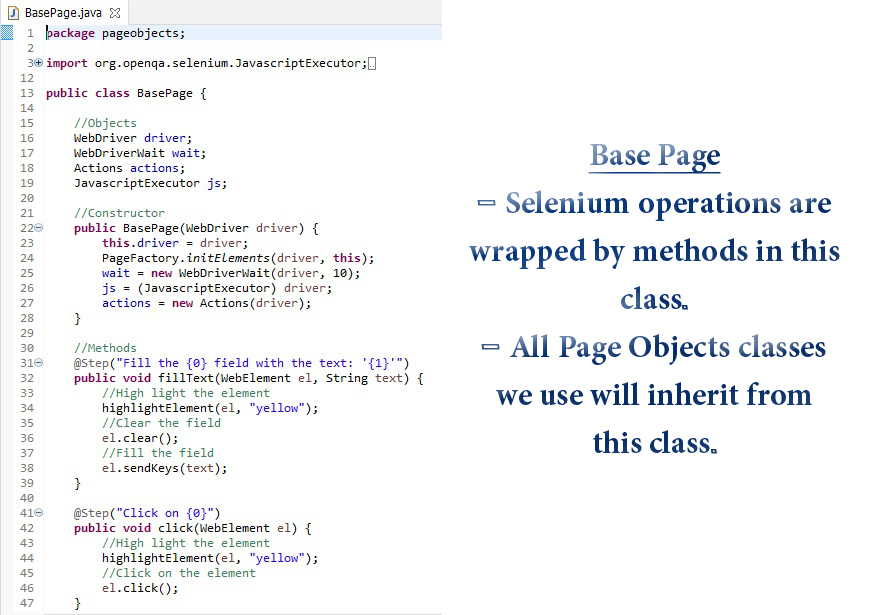 BasePage.java
1 package pageobjects;
2
3 import org.openqa.selenium.JavascriptExecutor;
12
13 public class BasePage {
14
15     //Objects
16     WebDriver driver;
17     WebDriverWait wait;
18     Actions actions;
19     JavascriptExecutor js;
20
21     //Constructor
22     public BasePage(WebDriver driver) {
23         this.driver = driver;
24         PageFactory.initElements(driver, this);
25         wait = new WebDriverWait(driver, 10);
26         js = (JavascriptExecutor) driver;
27         actions = new Actions(driver);
28     }
29
30     //Methods
31     @Step("Fill the {0} field with the text: '{1}'")
32     public void fillText(WebElement el, String text) {
33         //High light the element
34         highlightElement(el, "yellow");
35         //Clear the field
36         el.clear();
37         //Fill the field
38         el.sendKeys(text);
39     }
40
41     @Step("Click on {0}")
42     public void click(WebElement el) {
43         //High light the element
44         highlightElement(el, "yellow");
45         //Click on the element
46         el.click();
47     }
Base Page
- Selenium operations are
wrapped by methods in this
class.
- All Page Objects classes
we use will inherit from
this class.